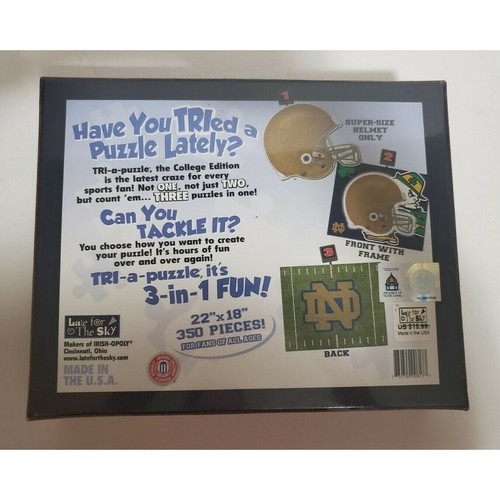 Have You TRIed a
Puzzle Lately?
TRI-a-puzzle, the College Edition
is the latest craze for every
sports fan! Not ONE, not just TWO,
but count 'em... THREE puzzles in one!
Can You
TACKLE IT?
You choose how you want to create
your puzzle! It's hours of fun
over and over again!
TRI-a-puzzle, it's
3-in-1 FUN!
22"x 18"
350 PIECES!
FOR FANS OF ALL AGES
1
SUPER-SIZE
HELMET
ONLY
2
ND
FRONT WITH
FRAME
3
ND
BACK
Late for
The Sky
Makers of IRISH-OPOLY®
Cincinnati, Ohio
www.lateforthesky.com
MADE IN
THE U.S.A.
Late for
The Sky
US $19.99
Made in the USA